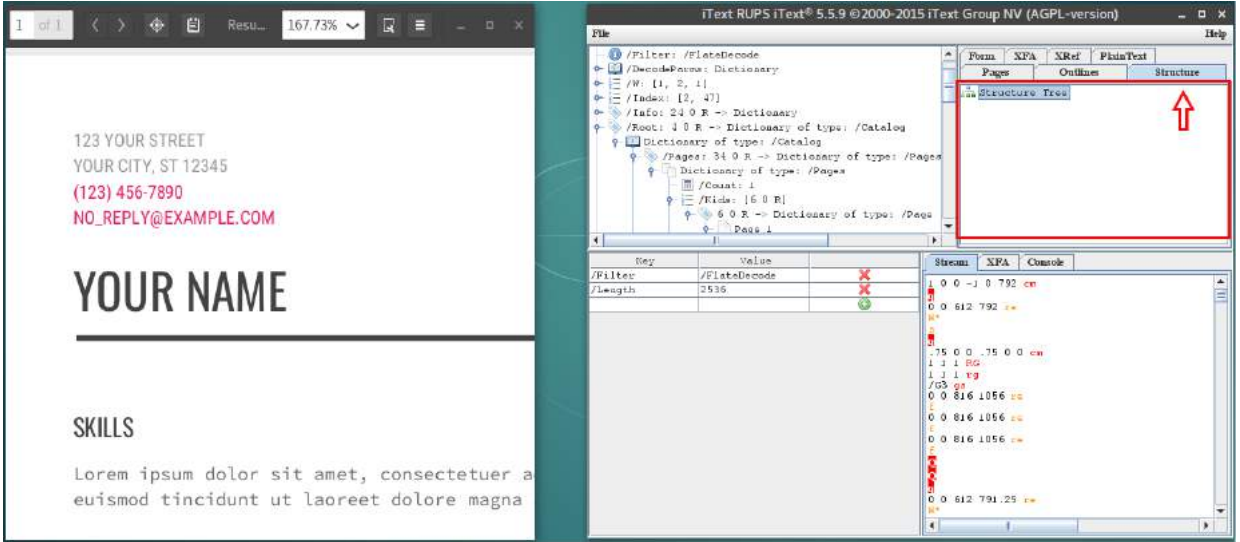 1 of 1
Resu...
167.73%
123 YOUR STREET
YOUR CITY, ST 12345
(123) 456-7890
NO_REPLY@EXAMPLE.COM
YOUR NAME
SKILLS
Lorem ipsum dolor sit amet, consectetuer a
euismod tincidunt ut laoreet dolore magna
iText RUPS iText® 5.5.9 ©2000-2015 iText Group NV (AGPL-version)
File
Help
/Filter: /FlateDecode
/DecodeParms: Dictionary
/W: [1, 2, 1]
/Index: [2, 47]
/Info: 24 0 R -> Dictionary
/Root: 4 0 R -> Dictionary of type: /Catalog
Dictionary of type: /Catalog
/Pages: 34 0 R -> Dictionary of type: /Pages
Dictionary of type: /Pages
/Count: 1
/Kids: [6 0 R]
6 0 R -> Dictionary of type: /Page
Page 1
Form XFA XRef PlainText
Pages Outlines Structure
Structure Tree
Key Value
/Filter /FlateDecode
/Length 2536
Stream XFA Console
1 0 0 -1 0 792 cm
q
0 0 612 792 re
W*
n
q
.75 0 0 .75 0 0 cm
1 1 1 RG
1 1 1 rg
/G3 gs
0 0 816 1056 re
f
0 0 816 1056 re
f
0 0 816 1056 re
f
Q
Q
q
0 0 612 791.25 re
W*